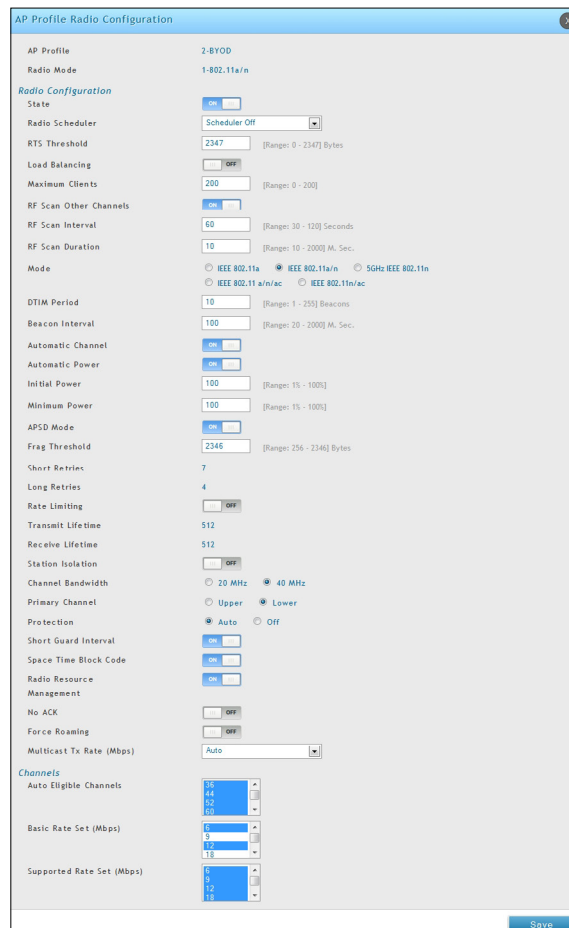 AP Profile Radio Configuration
X
AP Profile 2-BYOD
Radio Mode 1-802.11a/n
Radio Configuration
State ON
Radio Scheduler Scheduler Off
RTS Threshold 2347 [Range: 0 - 2347] Bytes
Load Balancing OFF
Maximum Clients 200 [Range: 0 - 200]
RF Scan Other Channels ON
RF Scan Interval 60 [Range: 30 - 120] Seconds
RF Scan Duration 10 [Range: 10 - 2000] M. Sec.
Mode IEEE 802.11a IEEE 802.11a/n 5GHz IEEE 802.11n
IEEE 802.11 a/n/ac IEEE 802.11n/ac
DTIM Period 10 [Range: 1 - 255] Beacons
Beacon Interval 100 [Range: 20 - 2000] M. Sec.
Automatic Channel ON
Automatic Power ON
Initial Power 100 [Range: 1% - 100%]
Minimum Power 100 [Range: 1% - 100%]
APSD Mode ON
Frag Threshold 2346 [Range: 256 - 2346] Bytes
Short Retries 7
Long Retries 4
Rate Limiting OFF
Transmit Lifetime 512
Receive Lifetime 512
Station Isolation OFF
Channel Bandwidth 20 MHz 40 MHz
Primary Channel Upper Lower
Protection Auto Off
Short Guard Interval ON
Space Time Block Code ON
Radio Resource ON
Management
No ACK OFF
Force Roaming OFF
Multicast Tx Rate (Mbps) Auto
Channels
Auto Eligible Channels 36
44
52
60
Basic Rate Set (Mbps) 6
9
12
18
Supported Rate Set (Mbps) 6
9
12
18
Save